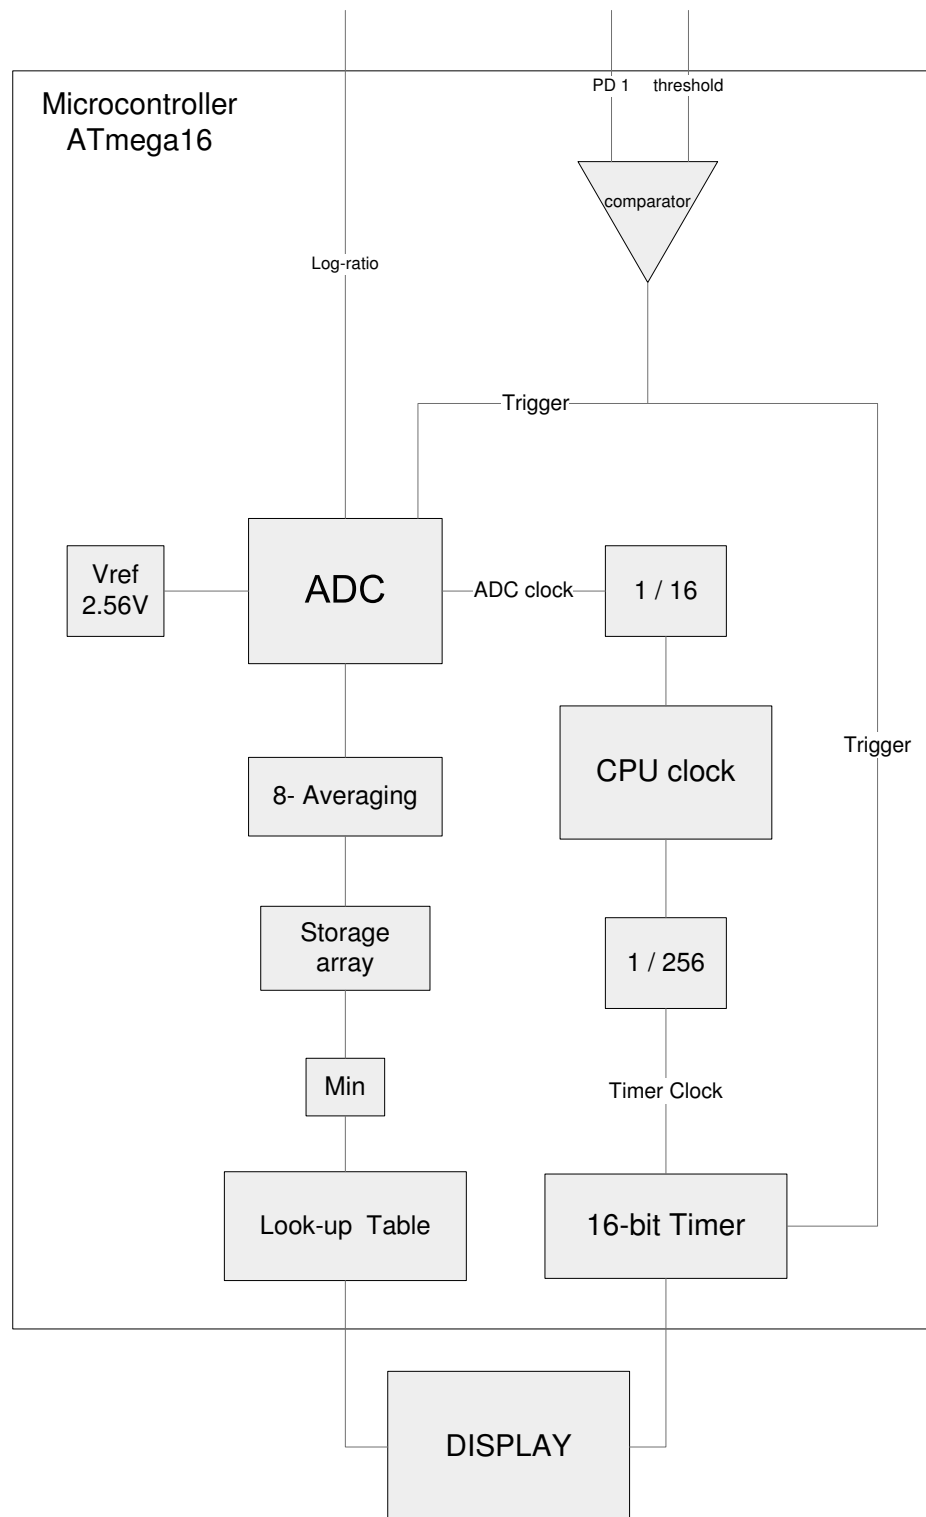 PD 1
threshold
Microcontroller
ATmega16
comparator
Log-ratio
Trigger
Vref
2.56V
ADC
ADC clock
1 / 16
CPU clock
Trigger
8- Averaging
Storage
array
1 / 256
Min
Timer Clock
Look-up Table
16-bit Timer
DISPLAY